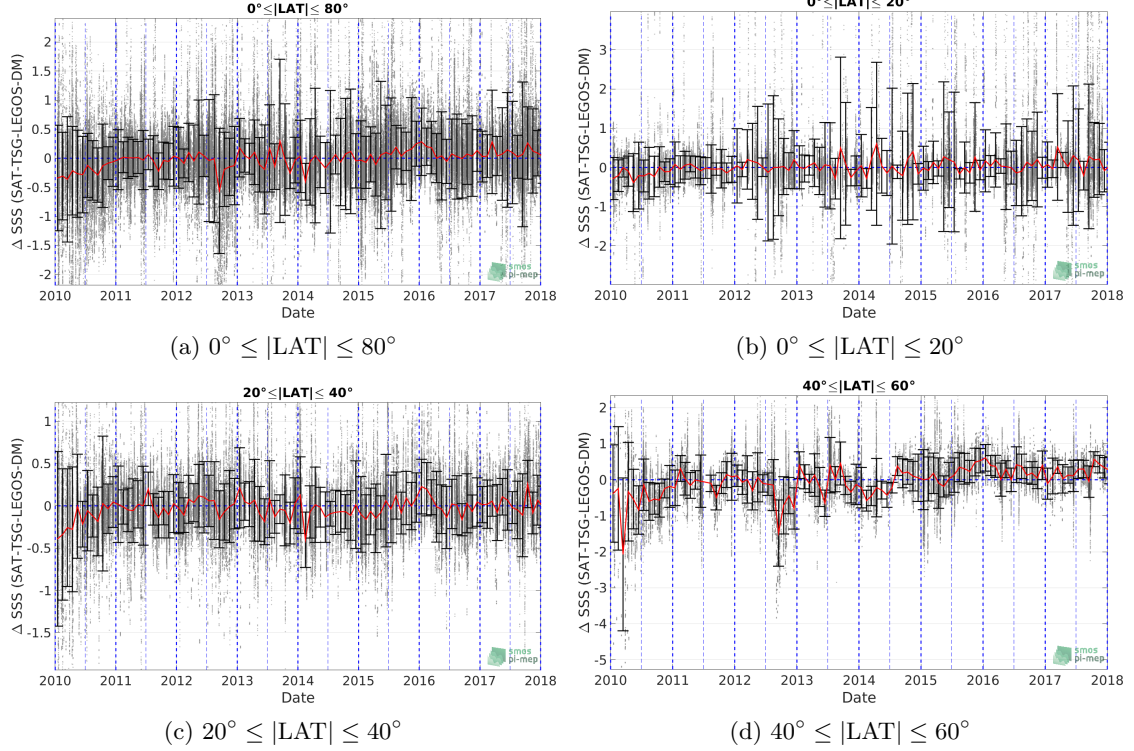 0°≤|LAT|≤ 80°
Δ SSS (SAT-TSG-LEGOS-DM)
2
1.5
1
0.5
0
-0.5
-1
-1.5
-2
2010 2011 2012 2013 2014 2015 2016 2017 2018
Date
smos
pi-mep
(a) 0° ≤ |LAT| ≤ 80°
0°≤|LAT|≤ 20°
Δ SSS (SAT-TSG-LEGOS-DM)
3
2
1
0
-1
-2
2010 2011 2012 2013 2014 2015 2016 2017 2018
Date
smos
pi-mep
(b) 0° ≤ |LAT| ≤ 20°
20°≤|LAT|≤ 40°
Δ SSS (SAT-TSG-LEGOS-DM)
1
0.5
0
-0.5
-1
-1.5
2010 2011 2012 2013 2014 2015 2016 2017 2018
Date
smos
pi-mep
(c) 20° ≤ |LAT| ≤ 40°
40°≤|LAT|≤ 60°
Δ SSS (SAT-TSG-LEGOS-DM)
2
1
0
-1
-2
-3
-4
-5
2010 2011 2012 2013 2014 2015 2016 2017 2018
Date
smos
pi-mep
(d) 40° ≤ |LAT| ≤ 60°